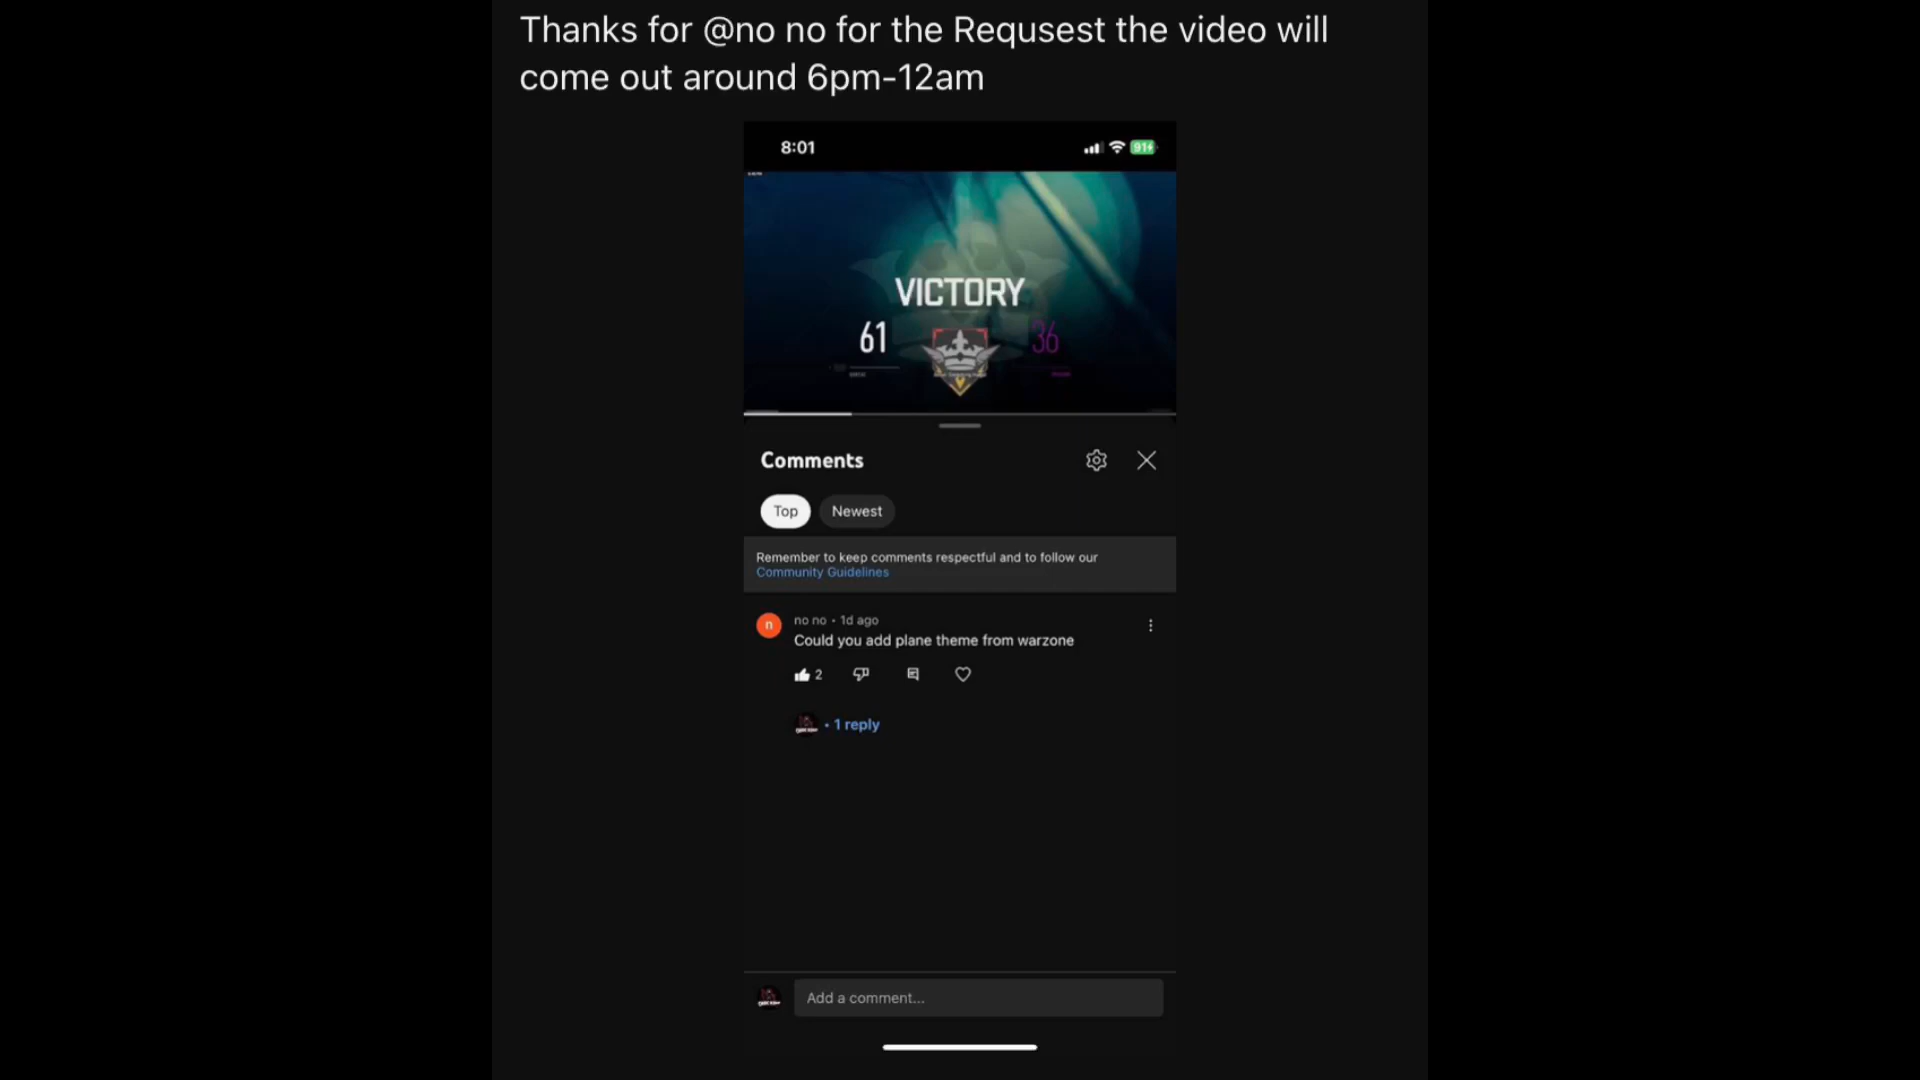 Thanks for @no no for the Requsest the video will
come out around 6pm-12am
8:01
91
VICTORY
61
36
Comments
Top
Newest
Remember to keep comments respectful and to follow our
Community Guidelines
n
no no • 1d ago
Could you add plane theme from warzone
2
• 1 reply
Add a comment...